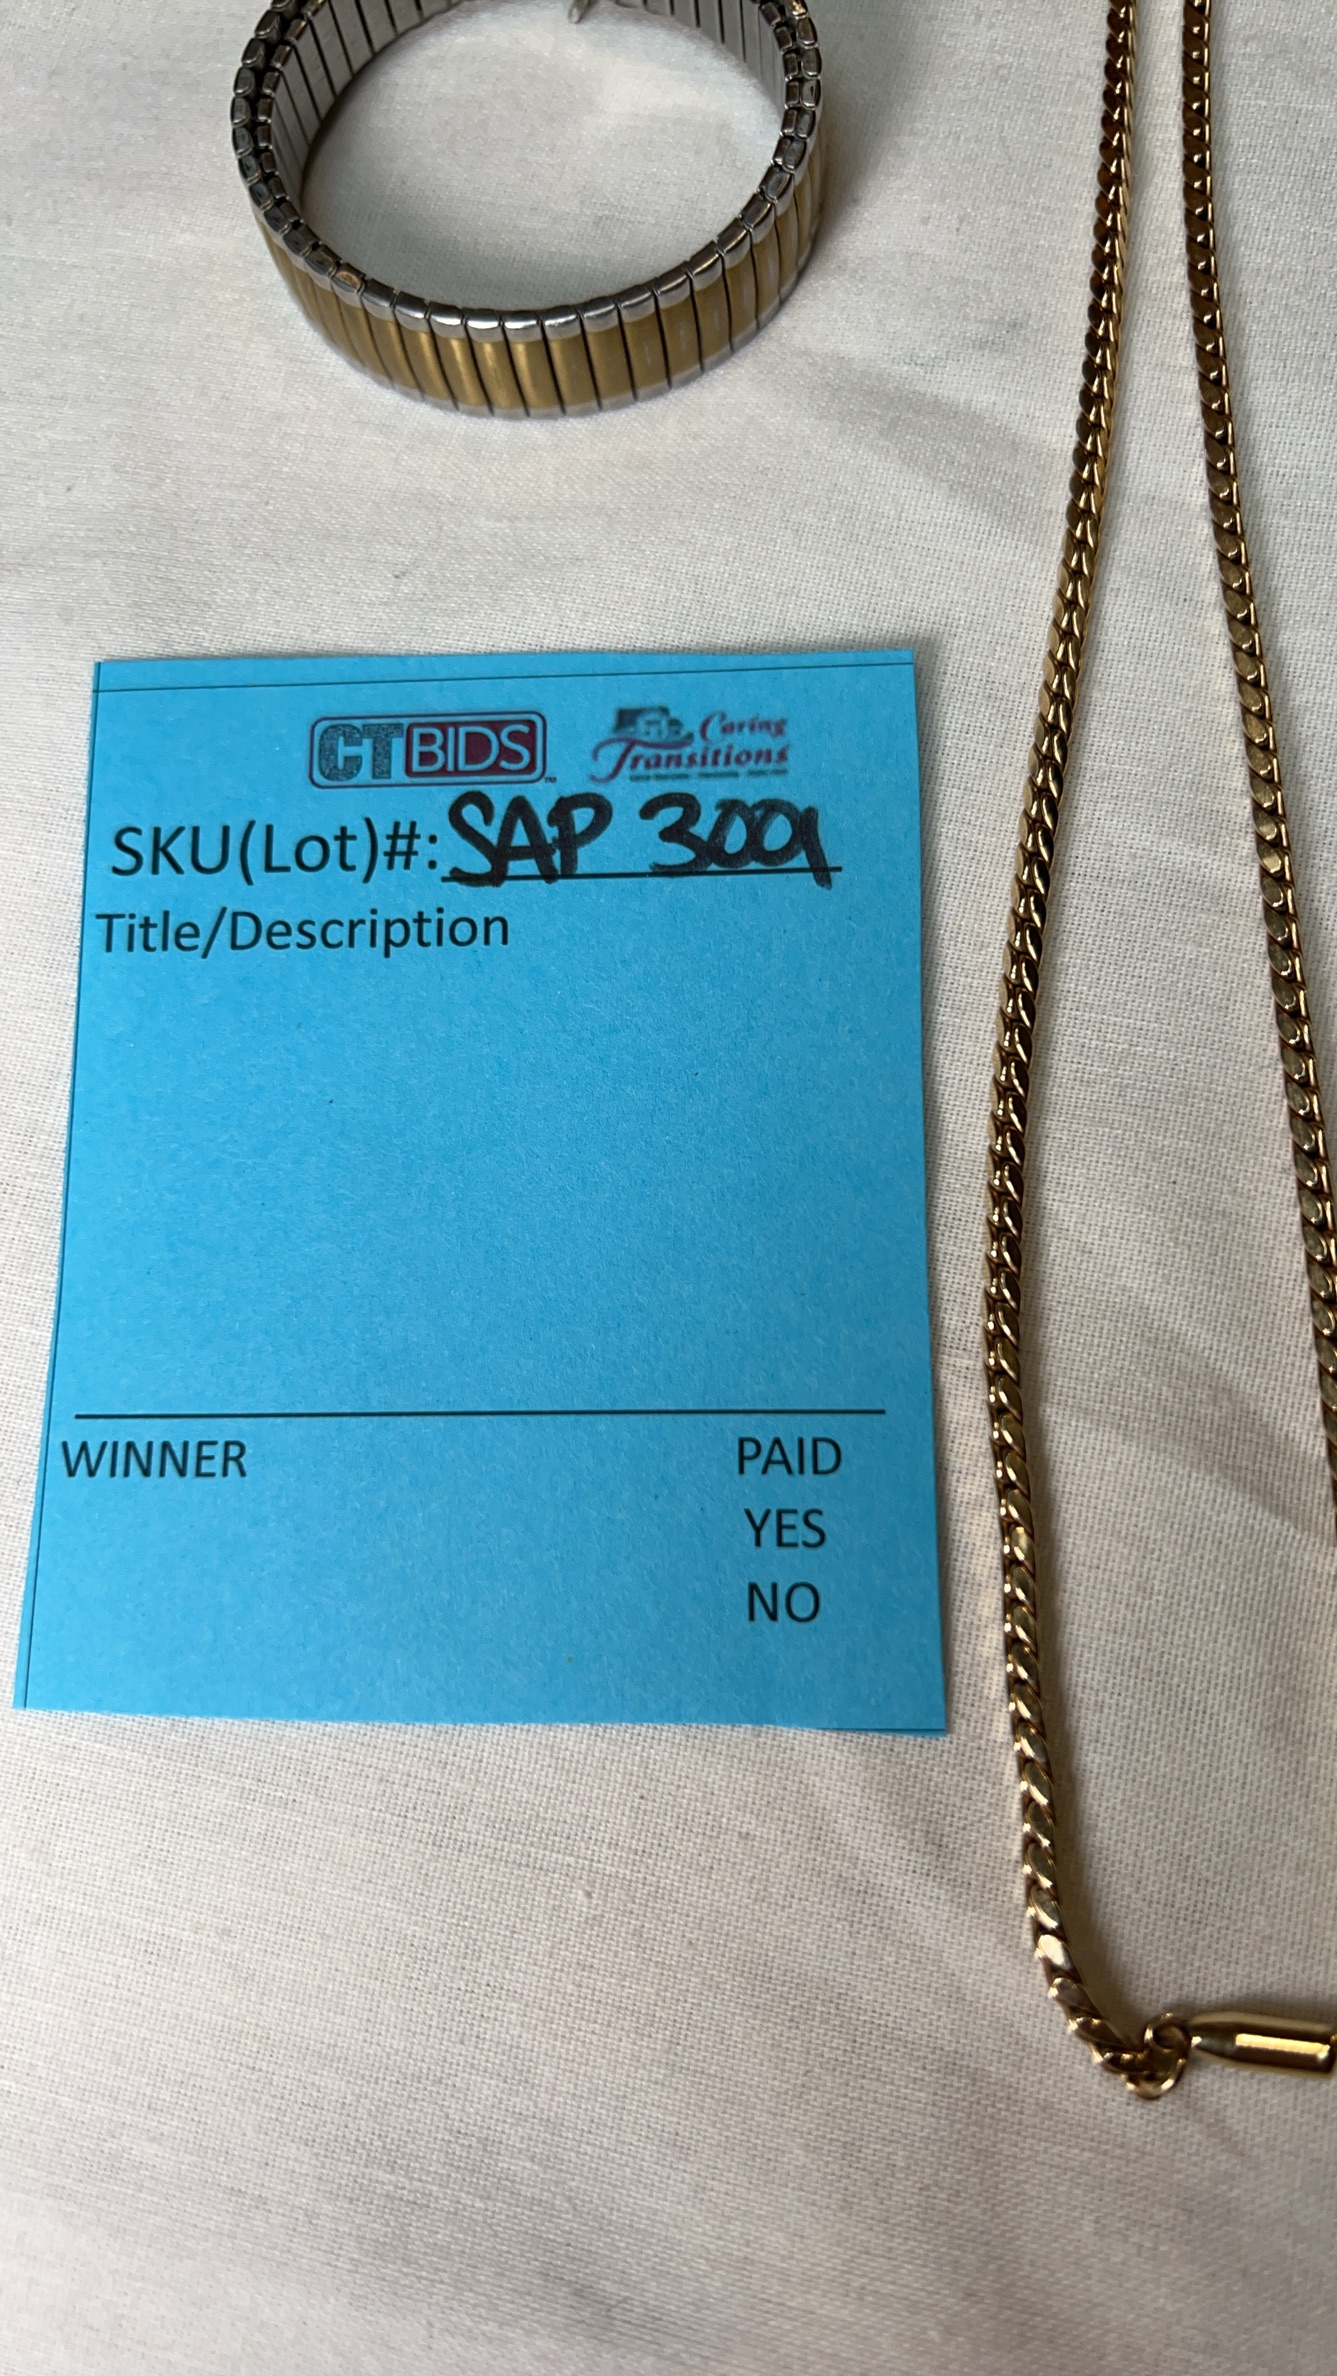 CTBIDS
Caring
Transitions
SKU(Lot)#: SAP 3009
Title/Description
WINNER
PAID
YES
NO